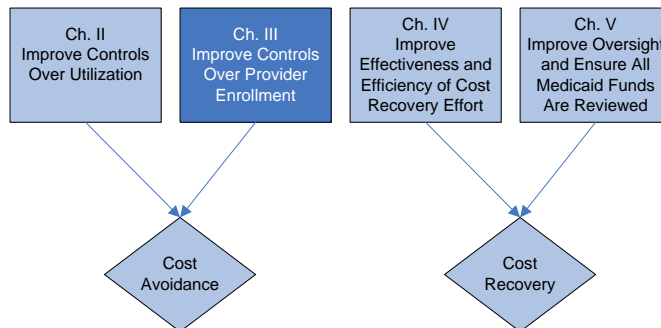 Ch. II
Improve Controls
Over Utilization
Ch. III
Improve Controls
Over Provider
Enrollment
Ch. IV
Improve
Effectiveness and
Efficiency of Cost
Recovery Effort
Ch. V
Improve Oversight
and Ensure All
Medicaid Funds
Are Reviewed
Cost
Avoidance
Cost
Recovery